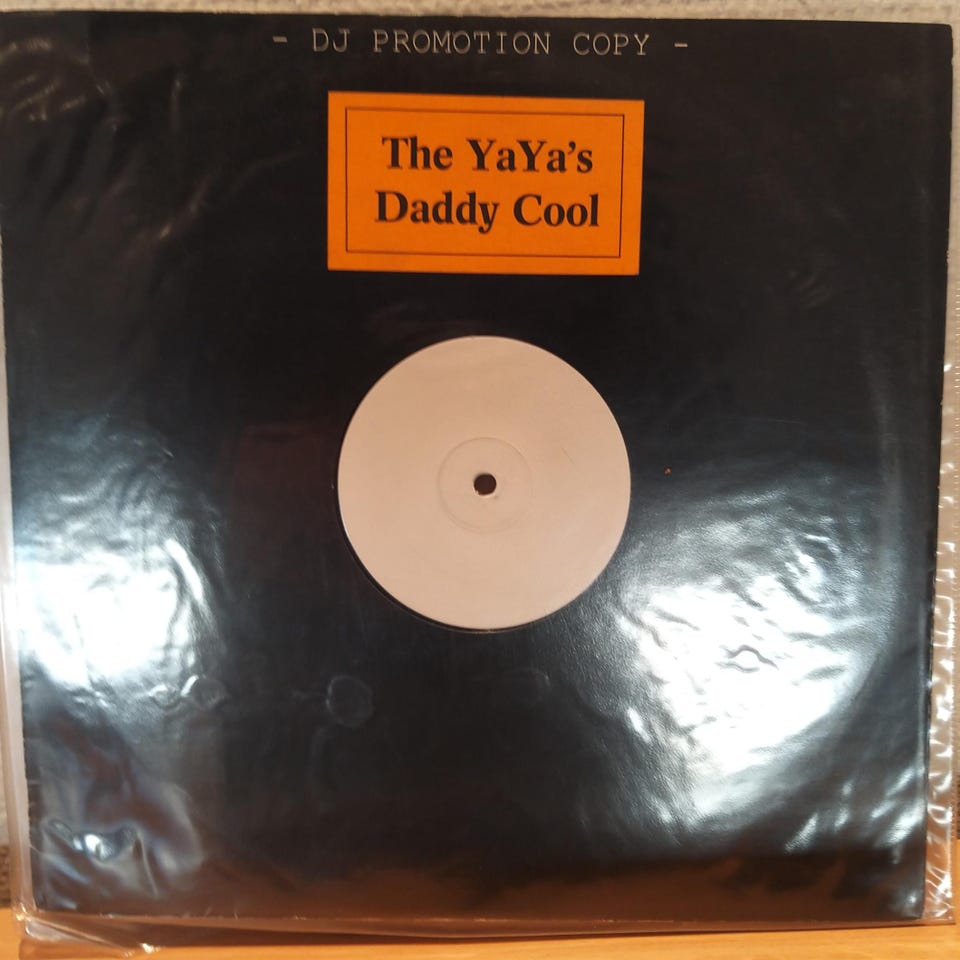 - DJ PROMOTION COPY -
The YaYa's
Daddy Cool